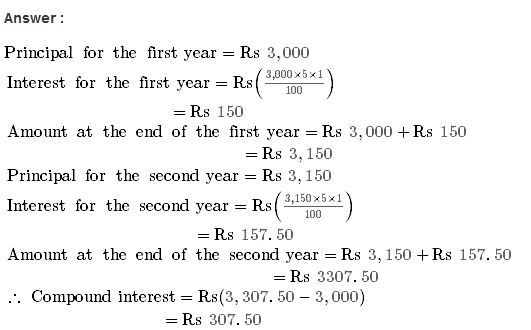 Answer :
Principal for the first year = Rs 3,000
Interest for the first year = Rs(3,000×5×1/100)
= Rs 150
Amount at the end of the first year = Rs 3,000 + Rs 150
= Rs 3,150
Principal for the second year = Rs 3,150
Interest for the second year = Rs(3,150×5×1/100)
= Rs 157.50
Amount at the end of the second year = Rs 3,150 + Rs 157.50
= Rs 3307.50
∴ Compound interest = Rs(3,307.50 − 3,000)
= Rs 307.50